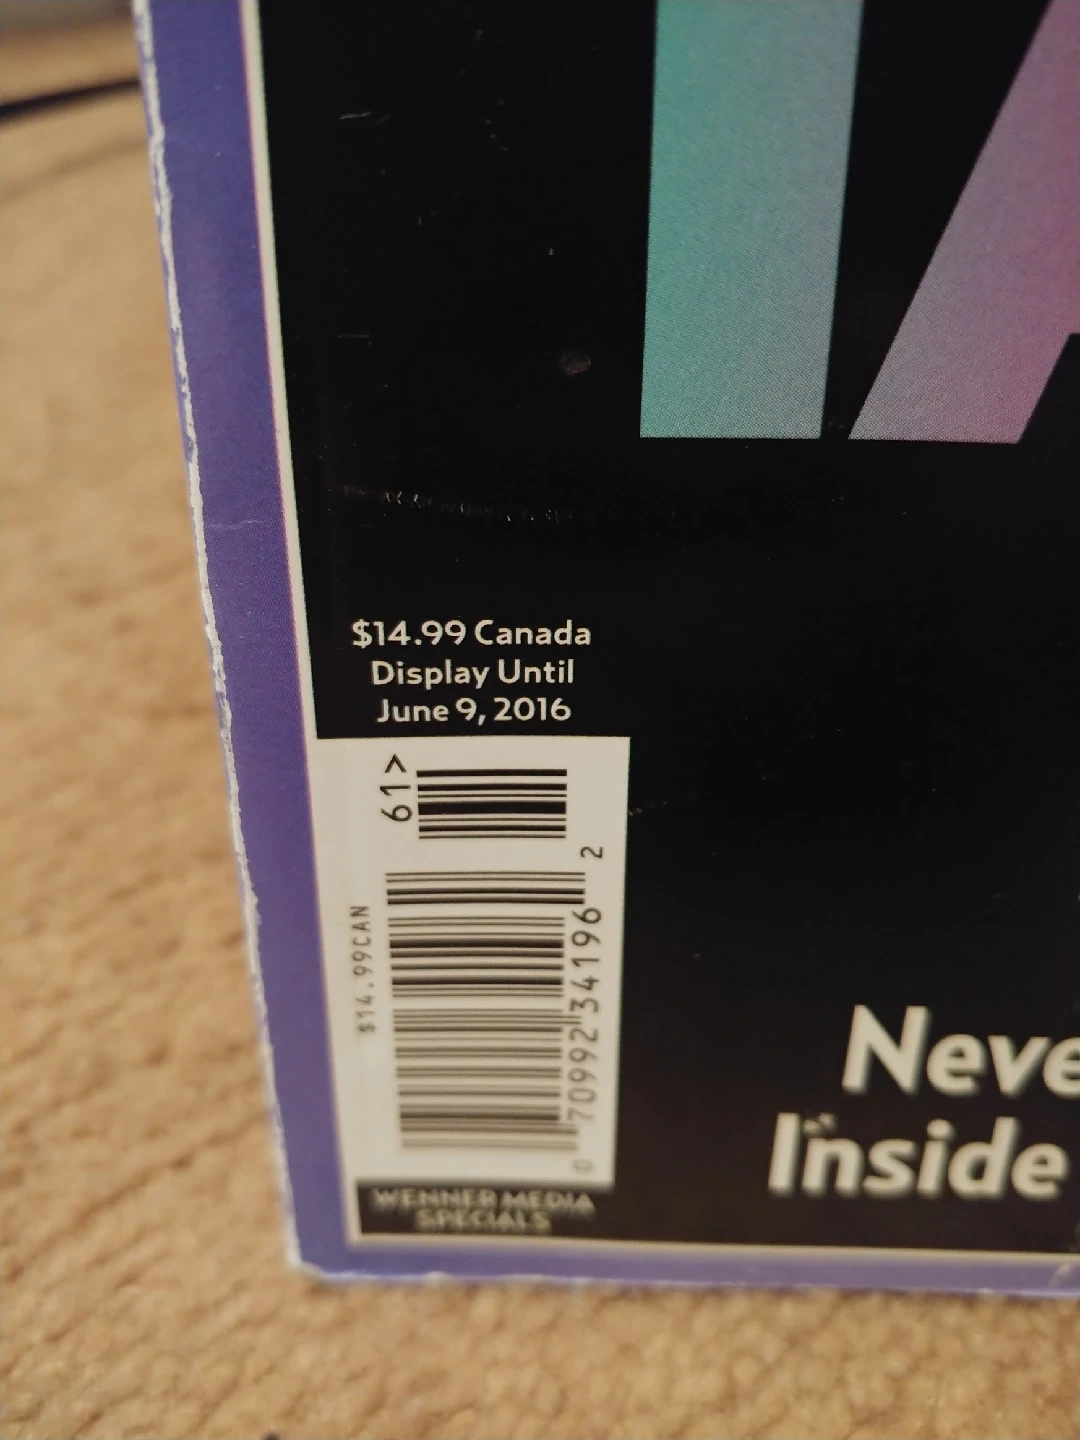 IA
$14.99 Canada
Display Until
June 9, 2016
61>
$14.99CAN
0 70992 34196 2
WENNER MEDIA
SPECIALS
Neve
Inside